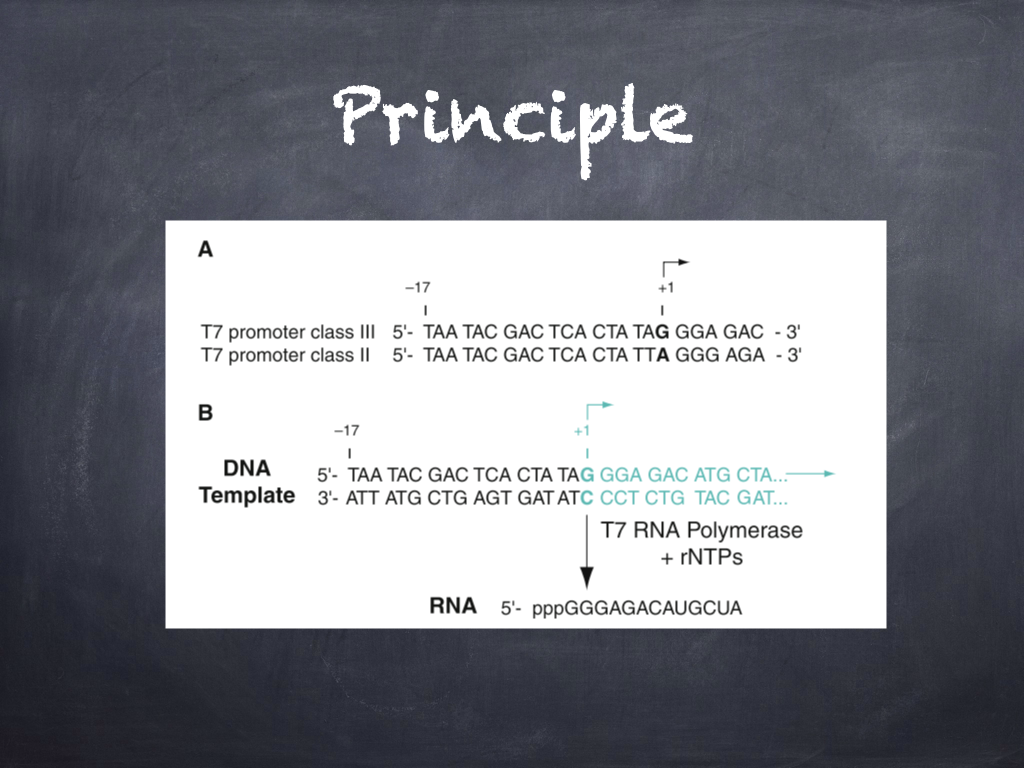 Principle
A
–17 +1
T7 promoter class III 5'- TAA TAC GAC TCA CTA TAG GGA GAC - 3'
T7 promoter class II 5'- TAA TAC GAC TCA CTA TTA GGG AGA - 3'
B
–17 +1
DNA Template
5'- TAA TAC GAC TCA CTA TAG GGA GAC ATG CTA...
3'- ATT ATG CTG AGT GAT ATC CCT CTG TAC GAT...
T7 RNA Polymerase
+ rNTPs
RNA 5'- pppGGGAGACAUGCUA